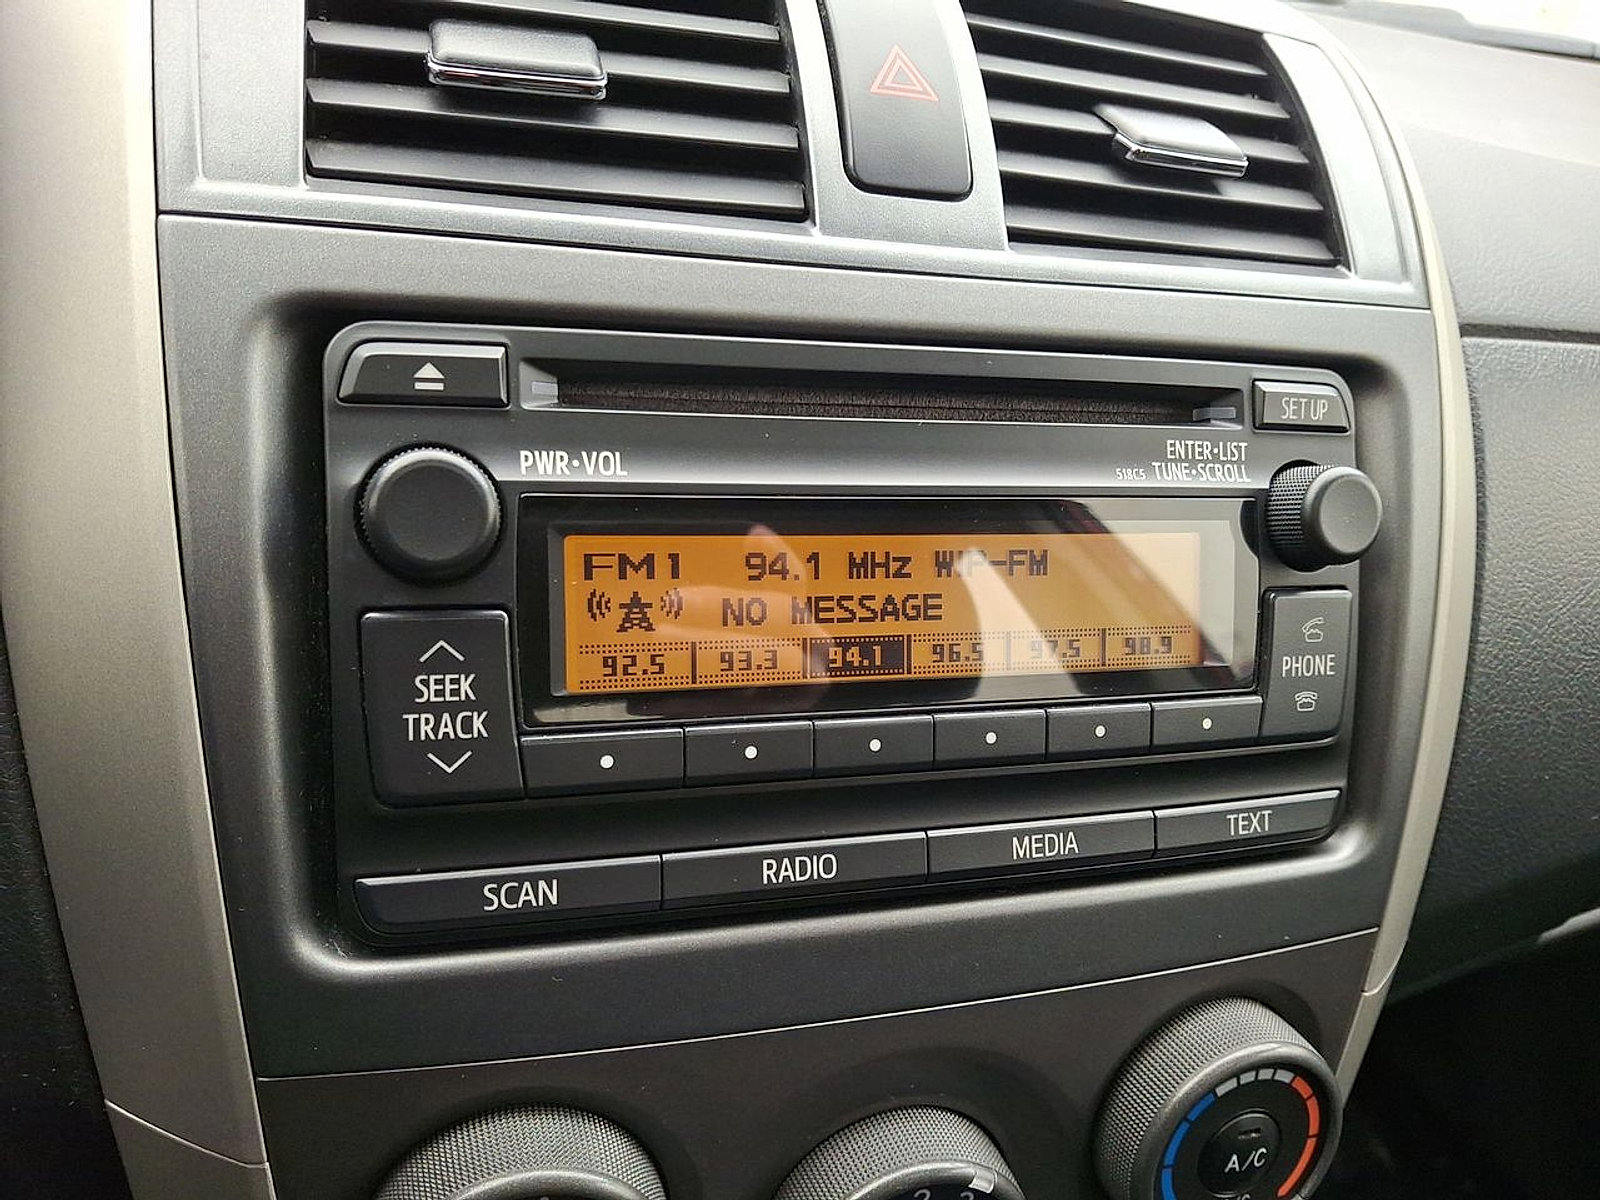 SET UP
PWR•VOL
ENTER•LIST
518C5 TUNE•SCROLL
FM1 94.1 MHz
NO MESSAGE
92.5 93.3 94.1 96.5 97.5 98.9
SEEK
TRACK
PHONE
SCAN RADIO MEDIA TEXT
A/C